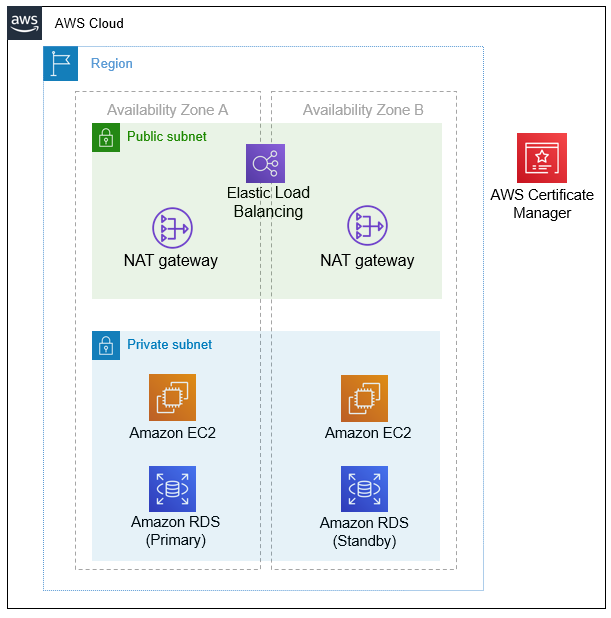 aws
AWS Cloud
Region
Availability Zone A
Availability Zone B
Public subnet
Elastic Load
Balancing
NAT gateway
NAT gateway
AWS Certificate
Manager
Private subnet
Amazon EC2
Amazon EC2
Amazon RDS
(Primary)
Amazon RDS
(Standby)